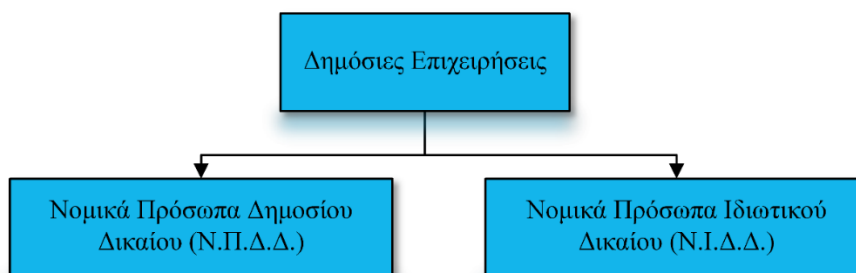 Δημόσιες Επιχειρήσεις
Νομικά Πρόσωπα Δημοσίου
Δικαίου (Ν.Π.Δ.Δ.)
Νομικά Πρόσωπα Ιδιωτικού
Δικαίου (Ν.Ι.Δ.Δ.)